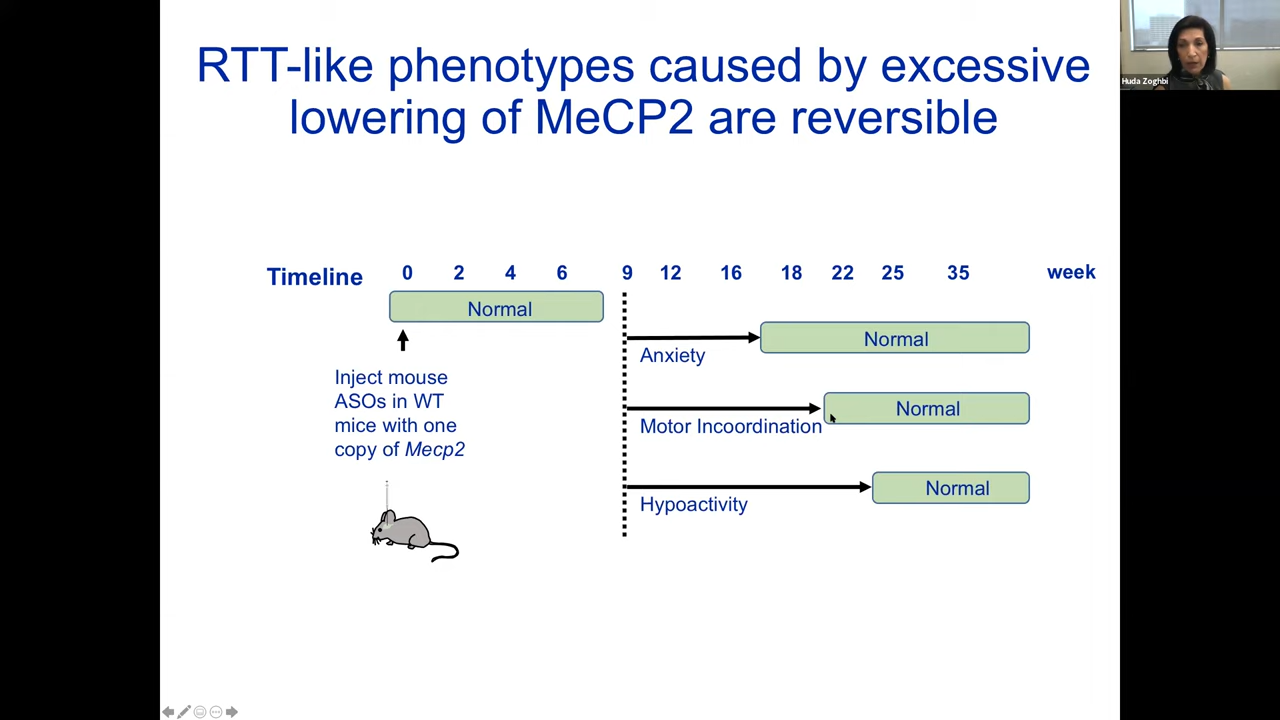 RTT-like phenotypes caused by excessive
lowering of MeCP2 are reversible
Huda Zoghbi
Timeline 0 2 4 6 9 12 16 18 22 25 35 week
Normal
Normal
Anxiety
Inject mouse
ASOs in WT
mice with one
copy of Mecp2
Normal
Motor Incoordination
Normal
Hypoactivity